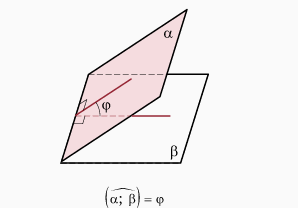 α
φ
β
(α; β) = φ